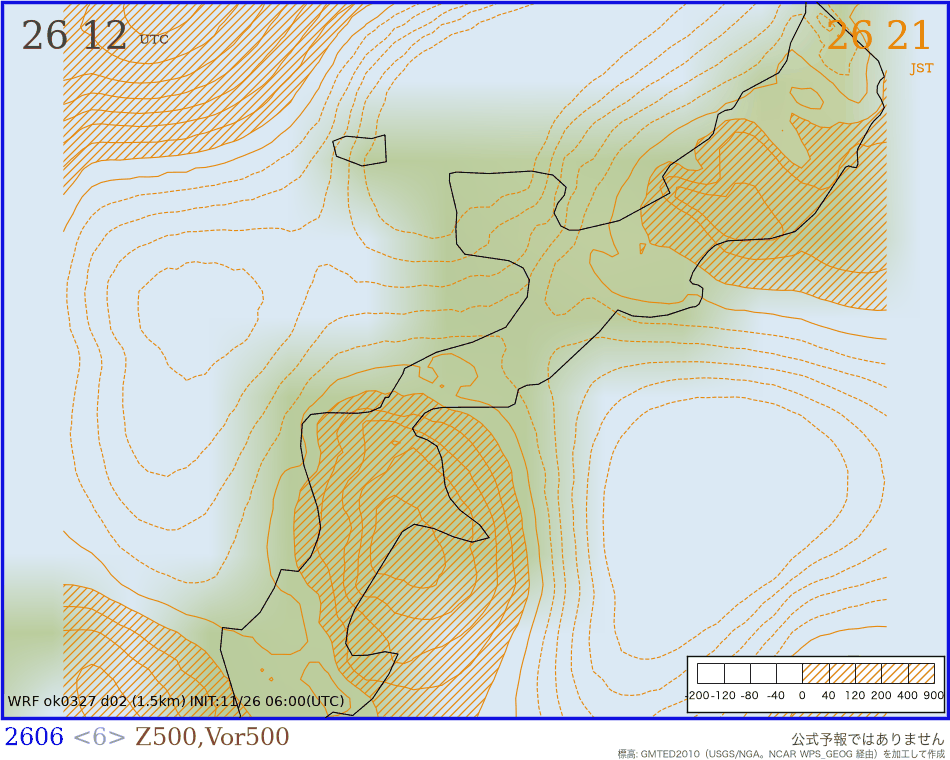 26 12 UTC
26 21
JST
-200 -120 -80 -40 0 40 120 200 400 900
WRF ok0327 d02 (1.5km) INIT:11/26 06:00(UTC)
2606 <6> Z500,Vor500
公式予報ではありません
標高: GMTED2010（USGS/NGA。NCAR WPS_GEOG 経由）を加工して作成